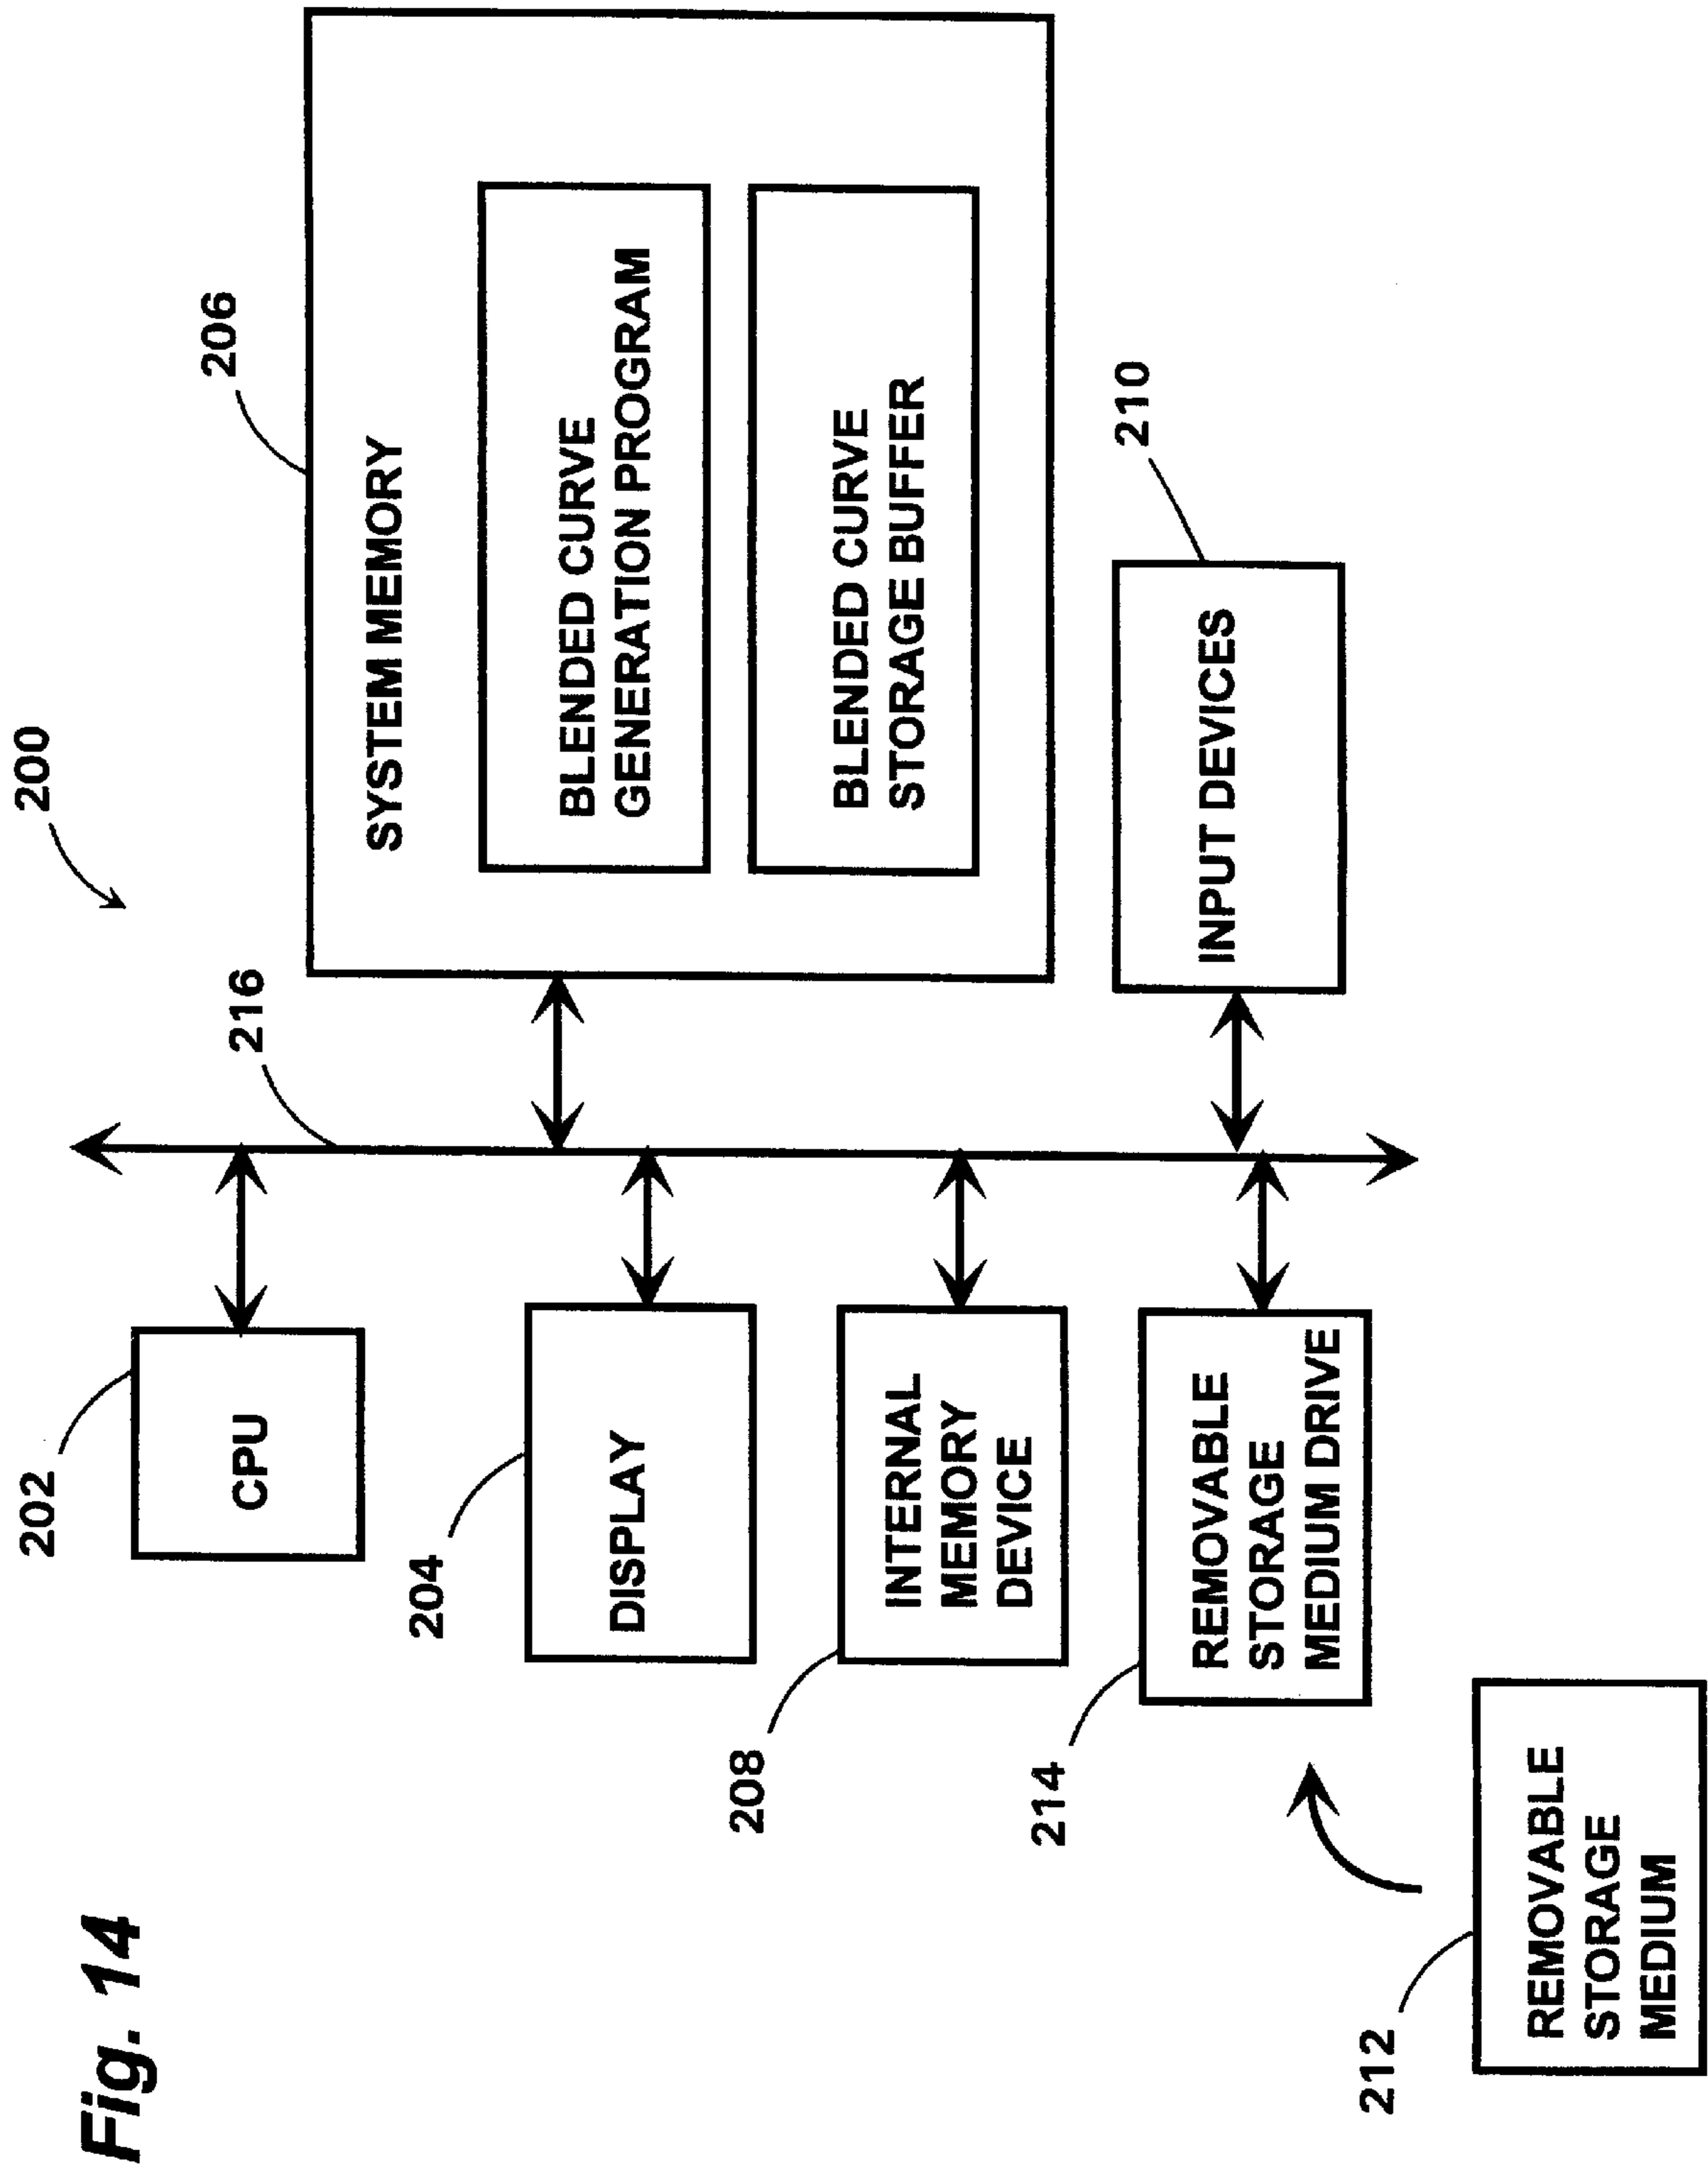 Fig. 14
200
202
CPU
216
206
SYSTEM MEMORY
BLENDED CURVE
GENERATION PROGRAM
BLENDED CURVE
STORAGE BUFFER
204
DISPLAY
208
INTERNAL
MEMORY
DEVICE
210
INPUT DEVICES
214
REMOVABLE
STORAGE
MEDIUM DRIVE
212
REMOVABLE
STORAGE
MEDIUM